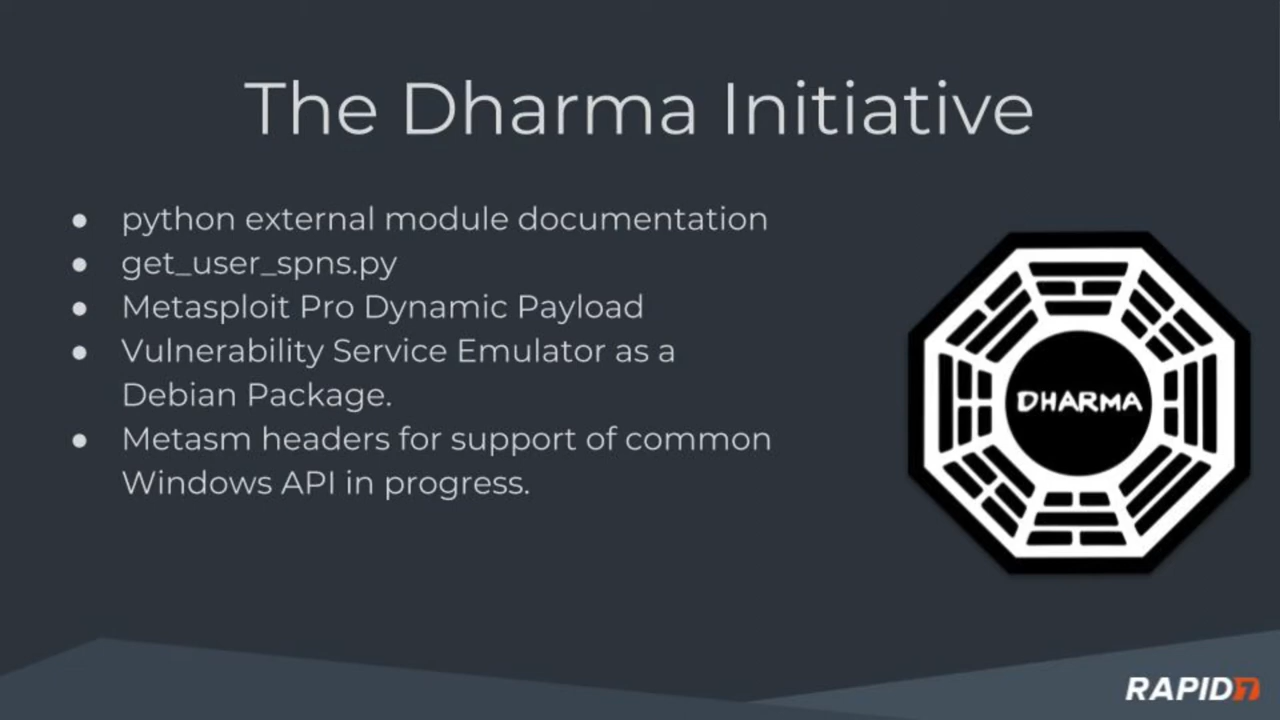 The Dharma Initiative
● python external module documentation
● get_user_spns.py
● Metasploit Pro Dynamic Payload
● Vulnerability Service Emulator as a
Debian Package.
● Metasm headers for support of common
Windows API in progress.
DHARMA
RAPID7